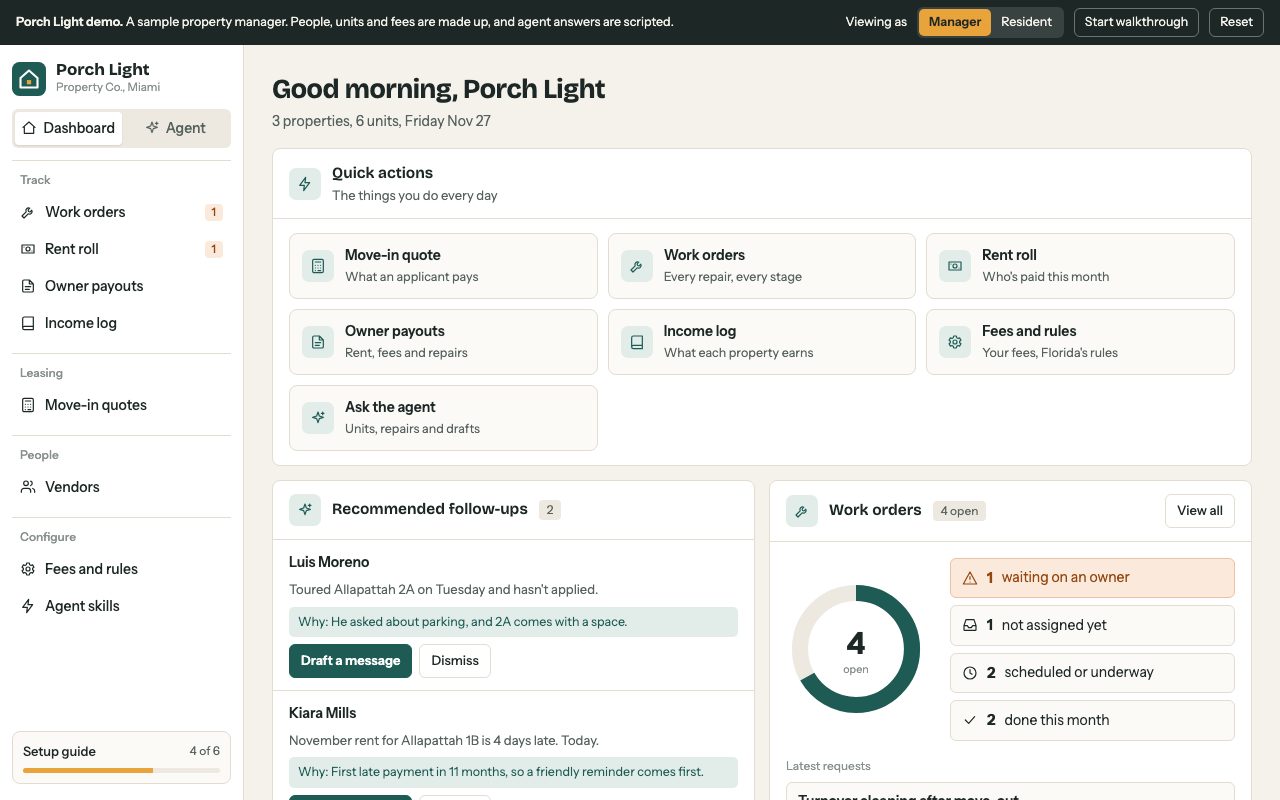 Porch Light demo. A sample property manager. People, units and fees are made up, and agent answers are scripted.
Viewing as
Manager
Resident
Start walkthrough
Reset
Porch Light
Property Co., Miami
Dashboard
Agent
Track
Work orders
1
Rent roll
1
Owner payouts
Income log
Leasing
Move-in quotes
People
Vendors
Configure
Fees and rules
Agent skills
Setup guide
4 of 6
Good morning, Porch Light
3 properties, 6 units, Friday Nov 27
Quick actions
The things you do every day
Move-in quote
What an applicant pays
Work orders
Every repair, every stage
Rent roll
Who's paid this month
Owner payouts
Rent, fees and repairs
Income log
What each property earns
Fees and rules
Your fees, Florida's rules
Ask the agent
Units, repairs and drafts
Recommended follow-ups
2
Luis Moreno
Toured Allapattah 2A on Tuesday and hasn't applied.
Why: He asked about parking, and 2A comes with a space.
Draft a message
Dismiss
Kiara Mills
November rent for Allapattah 1B is 4 days late. Today.
Why: First late payment in 11 months, so a friendly reminder comes first.
Work orders
4 open
View all
4
open
1 waiting on an owner
1 not assigned yet
2 scheduled or underway
2 done this month
Latest requests
Turnover cleaning after move-out